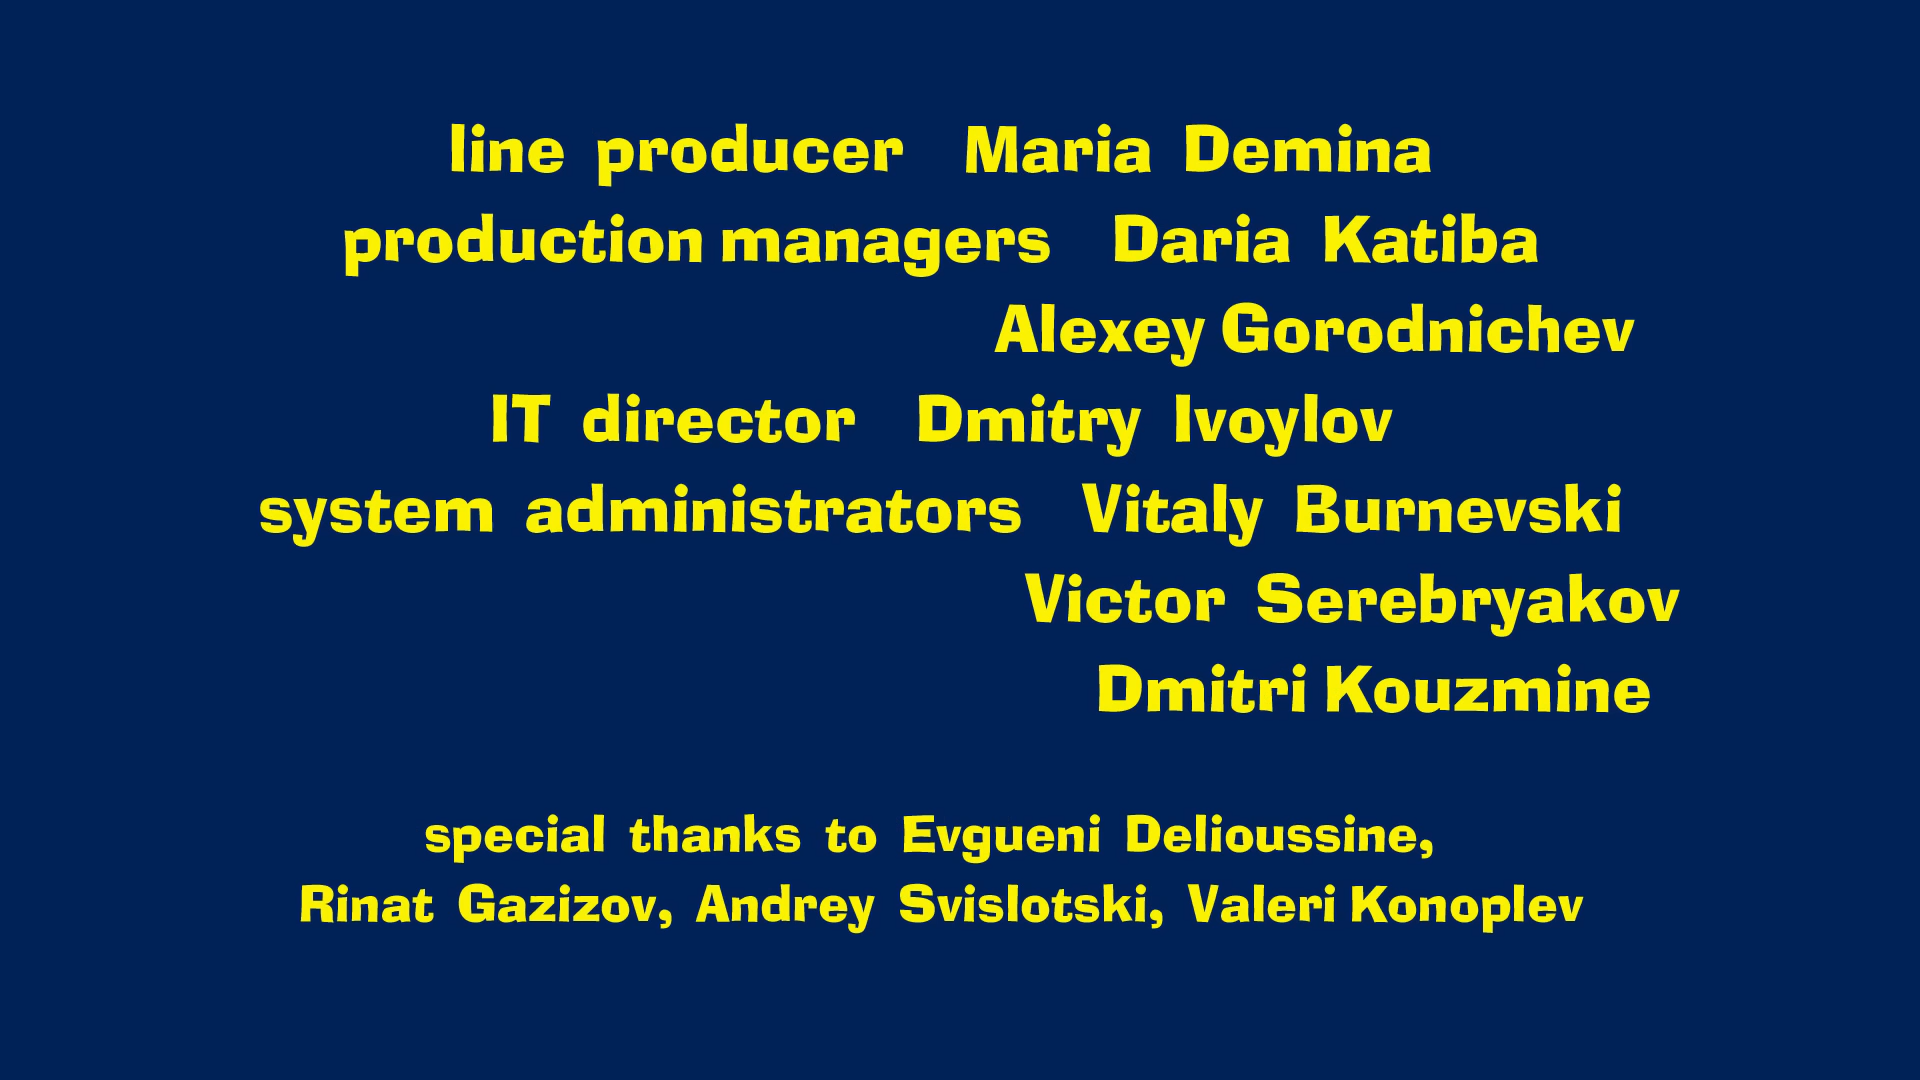 line producer Maria Demina
production managers Daria Katiba
Alexey Gorodnichev
IT director Dmitry Ivoylov
system administrators Vitaly Burnevski
Victor Serebryakov
Dmitri Kouzmine
special thanks to Evgueni Delioussine,
Rinat Gazizov, Andrey Svislotski, Valeri Konoplev